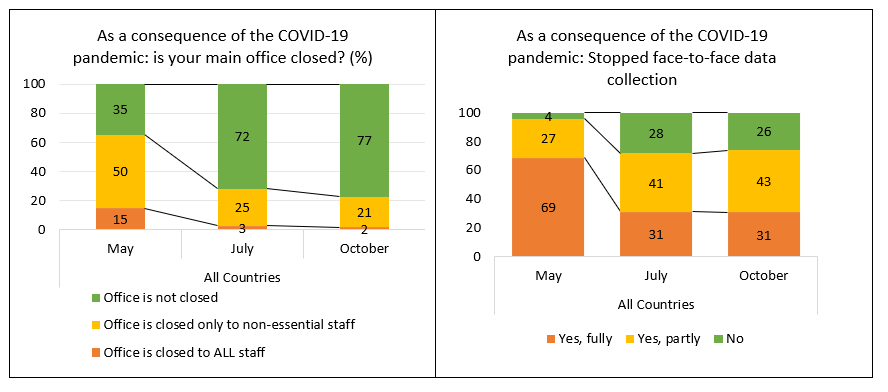 As a consequence of the COVID-19
pandemic: is your main office closed? (%)
100
80
60
40
20
0
35
50
15
72
25
3
77
21
2
May
July
October
All Countries
Office is not closed
Office is closed only to non-essential staff
Office is closed to ALL staff
As a consequence of the COVID-19
pandemic: Stopped face-to-face data
collection
100
80
60
40
20
0
4
27
69
28
41
31
26
43
31
May
July
October
All Countries
Yes, fully
Yes, partly
No